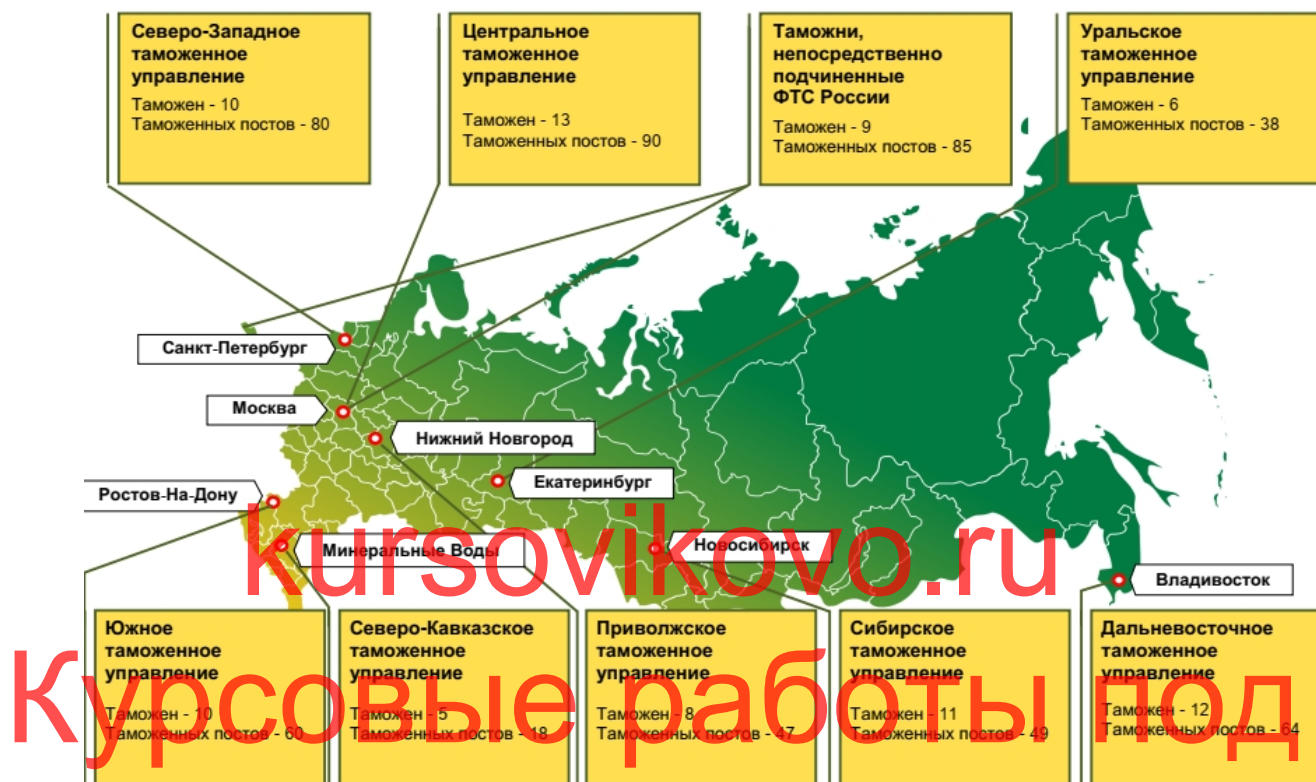 Северо-Западное
таможенное
управление
Таможен - 10
Таможенных постов - 80
Центральное
таможенное
управление
Таможен - 13
Таможенных постов - 90
Таможни,
непосредственно
подчиненные
ФТС России
Таможен - 9
Таможенных постов - 85
Уральское
таможенное
управление
Таможен - 6
Таможенных постов - 38
Санкт-Петербург
Москва
Нижний Новгород
Екатеринбург
Ростов-На-Дону
Минеральные Воды
Новосибирск
Владивосток
kursovikovo.ru
Южное
таможенное
управление
Таможен - 10
Таможенных постов - 60
Северо-Кавказское
таможенное
управление
Таможен - 5
Таможенных постов - 18
Приволжское
таможенное
управление
Таможен - 8
Таможенных постов - 47
Сибирское
таможенное
управление
Таможен - 11
Таможенных постов - 49
Дальневосточное
таможенное
управление
Таможен - 12
Таможенных постов - 64
Курсовые работы под